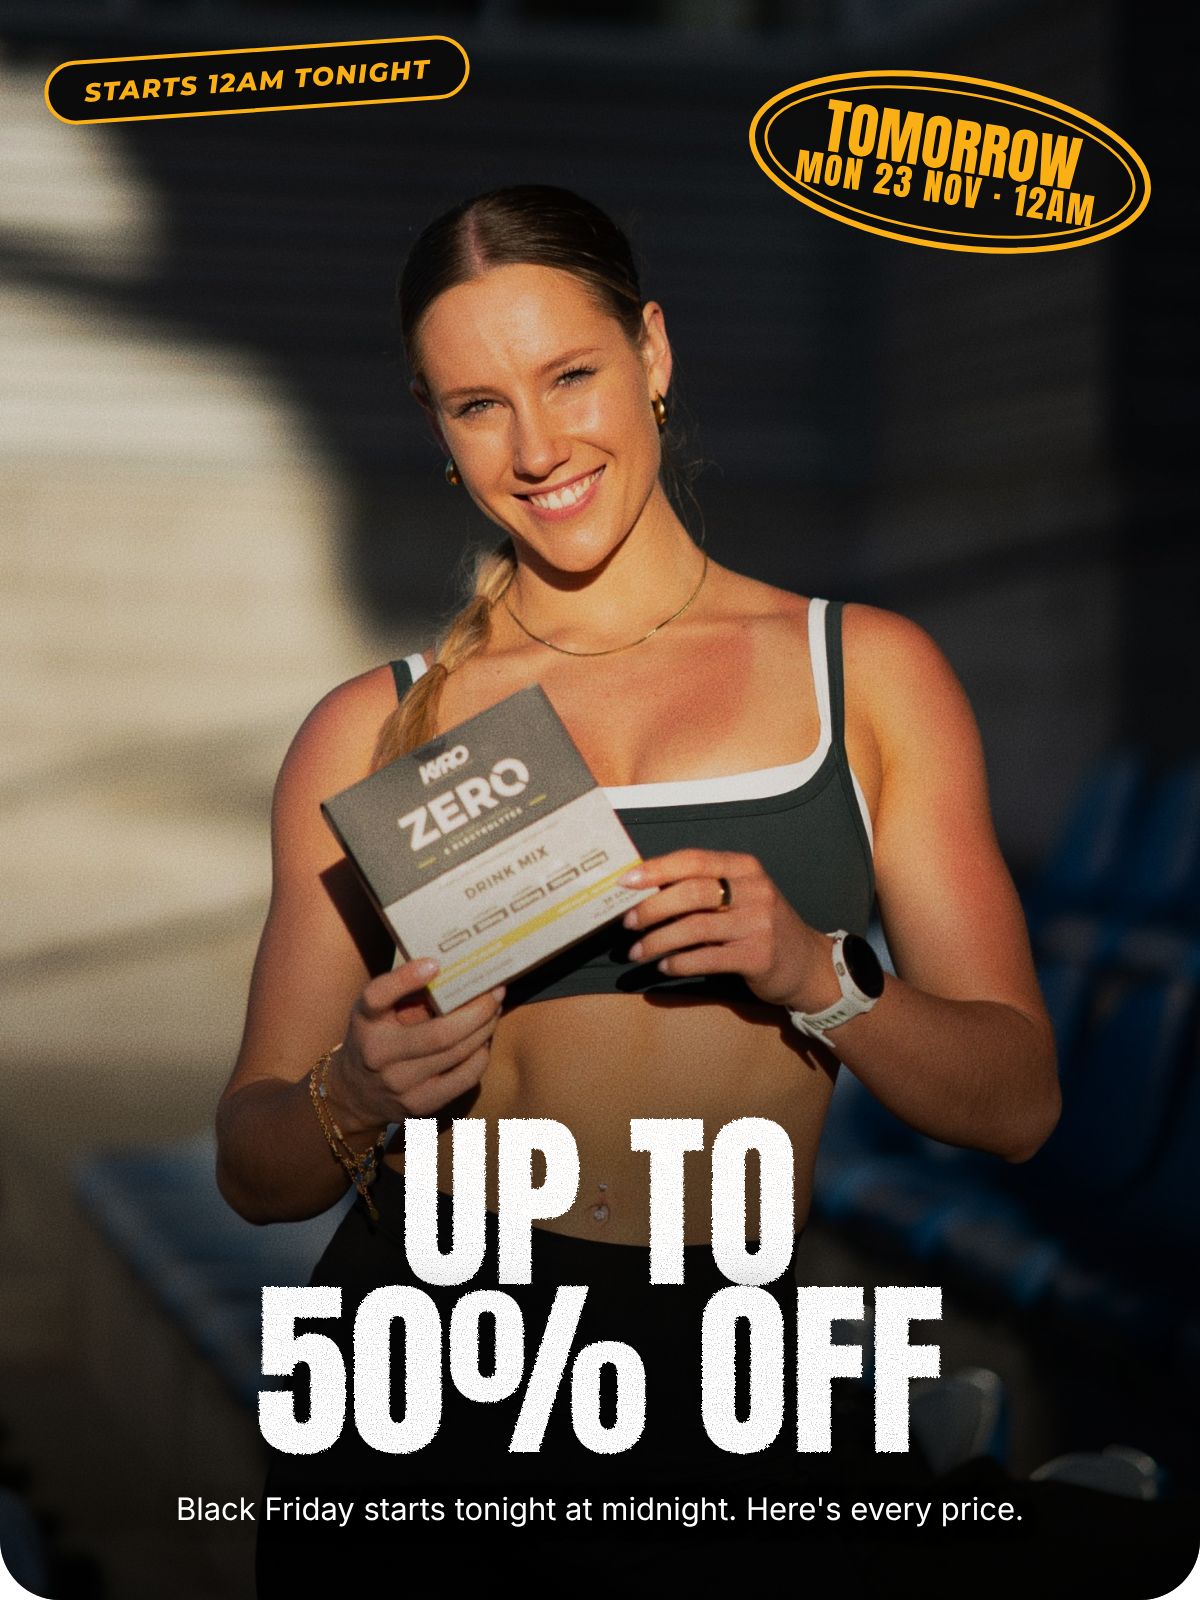 STARTS 12AM TONIGHT
TOMORROW
MON 23 NOV · 12AM
KYRO
ZERO
DRINK MIX
UP TO
50% OFF
Black Friday starts tonight at midnight. Here's every price.